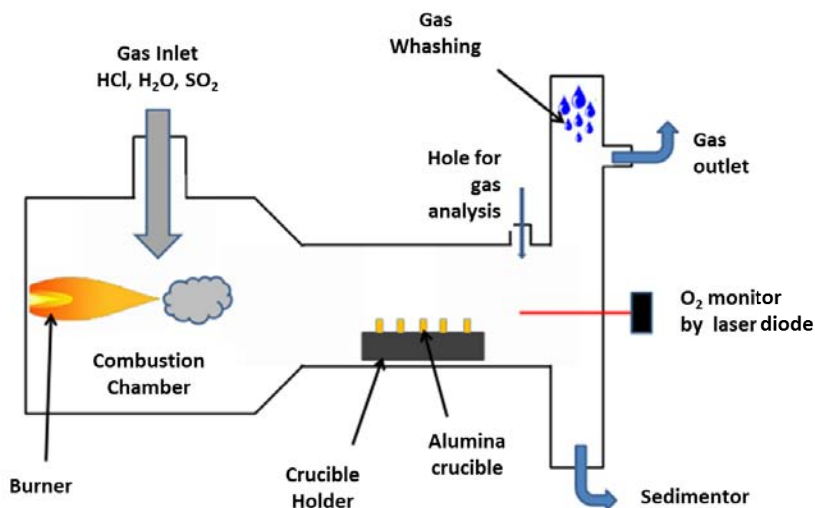 Gas
Whashing
Gas Inlet
HCl, H₂O, SO₂
Hole for
gas
analysis
Gas
outlet
O₂ monitor
by laser diode
Combustion
Chamber
Burner
Crucible
Holder
Alumina
crucible
Sedimentor